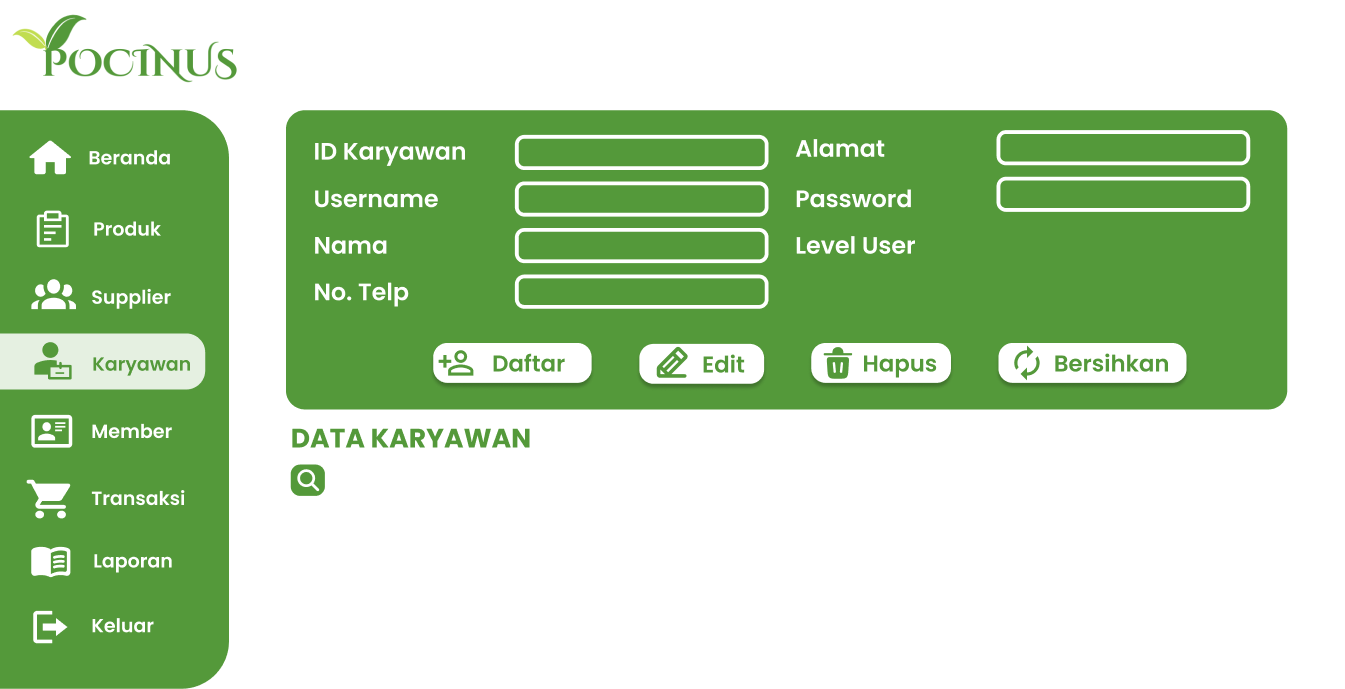 POCINUS
Beranda
Produk
Supplier
Karyawan
Member
Transaksi
Laporan
Keluar
ID Karyawan
Username
Nama
No. Telp
Alamat
Password
Level User
Daftar
Edit
Hapus
Bersihkan
DATA KARYAWAN